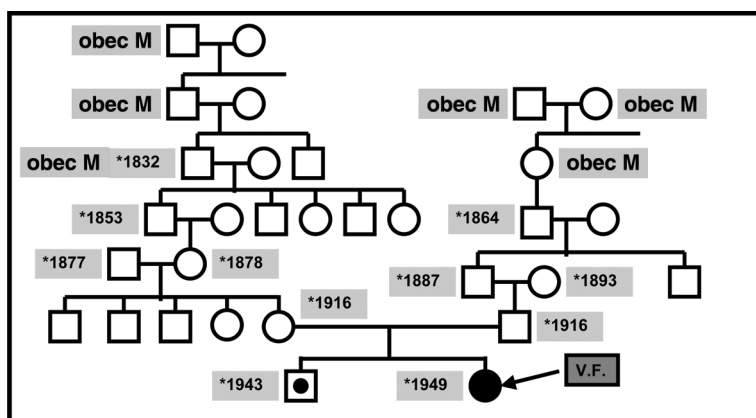 obec M
obec M
obec M
obec M
obec M *1832
obec M
*1853
*1864
*1877
*1878
*1887
*1893
*1916
*1916
*1943
*1949
V.F.